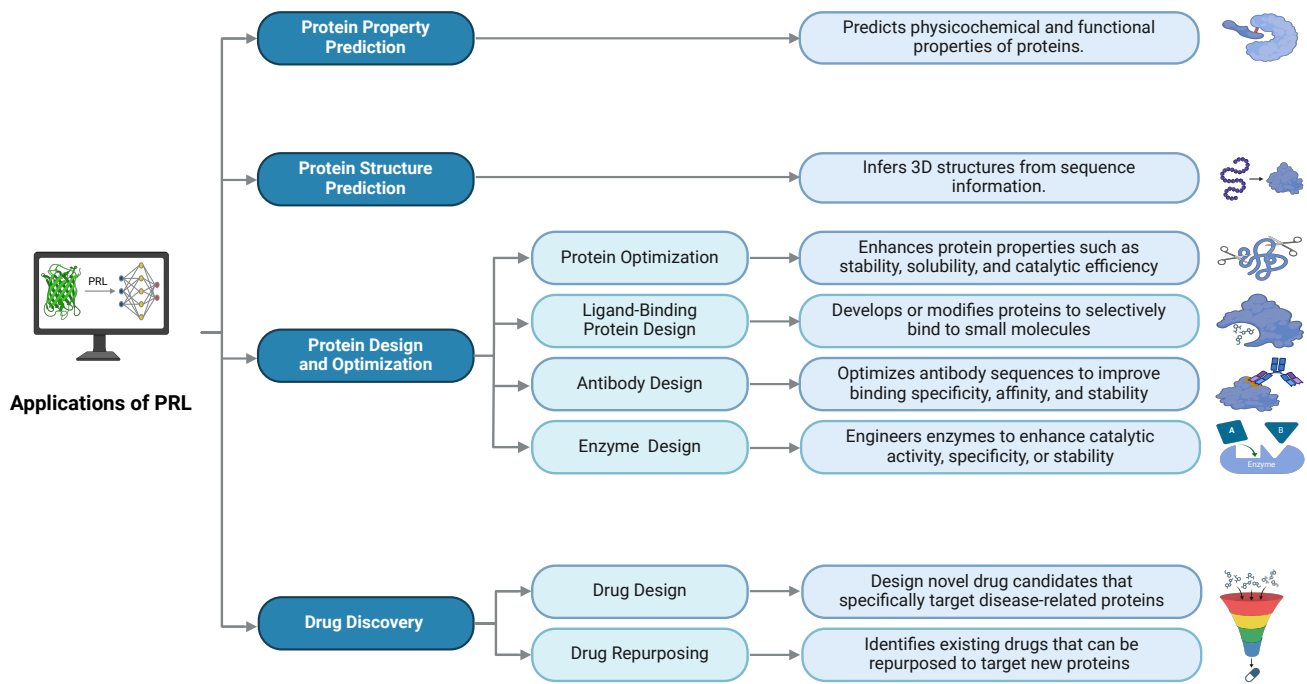 Protein Property
Prediction
Predicts physicochemical and functional
properties of proteins.
Protein Structure
Prediction
Infers 3D structures from sequence
information.
PRL
Applications of PRL
Protein Design
and Optimization
Protein Optimization
Enhances protein properties such as
stability, solubility, and catalytic efficiency
Ligand-Binding
Protein Design
Develops or modifies proteins to selectively
bind to small molecules
Antibody Design
Optimizes antibody sequences to improve
binding specificity, affinity, and stability
Enzyme Design
Engineers enzymes to enhance catalytic
activity, specificity, or stability
A
B
Enzyme
Drug Discovery
Drug Design
Design novel drug candidates that
specifically target disease-related proteins
Drug Repurposing
Identifies existing drugs that can be
repurposed to target new proteins